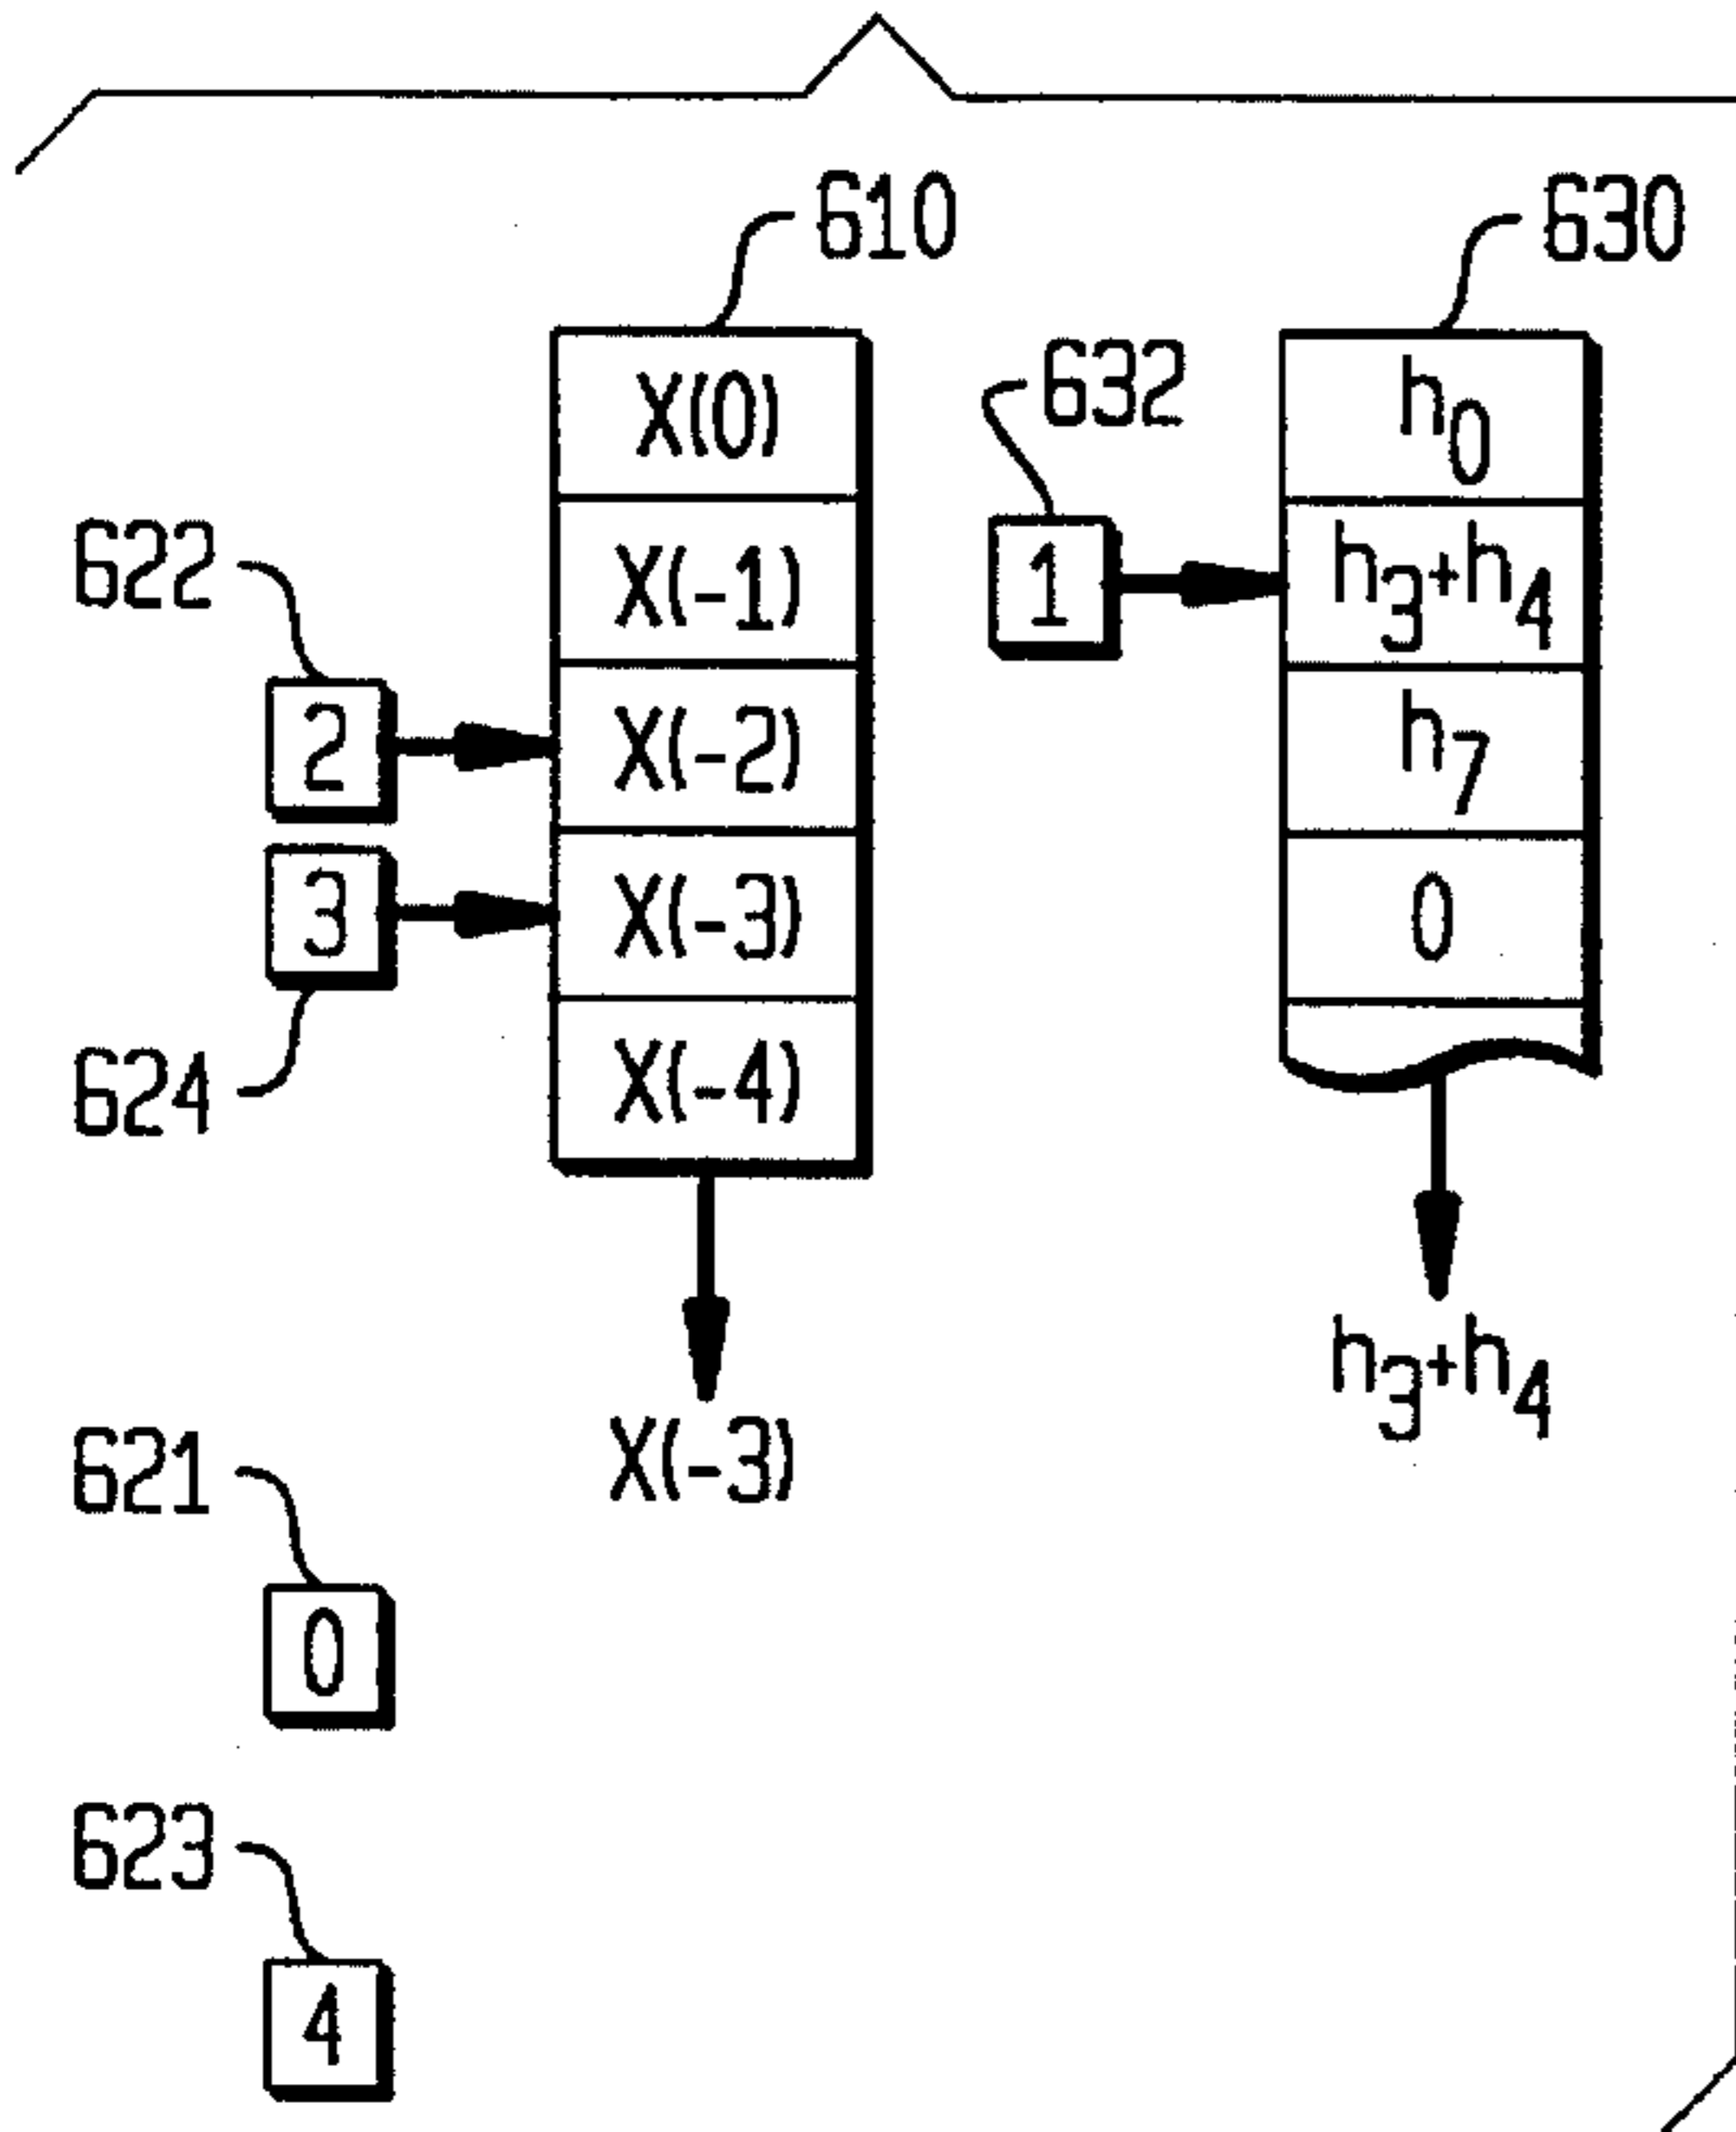 610
630
X(0)
X(-1)
X(-2)
X(-3)
X(-4)
632
1
h₀
h₃+h₄
h₇
0
622
2
3
624
X(-3)
h₃+h₄
621
0
623
4